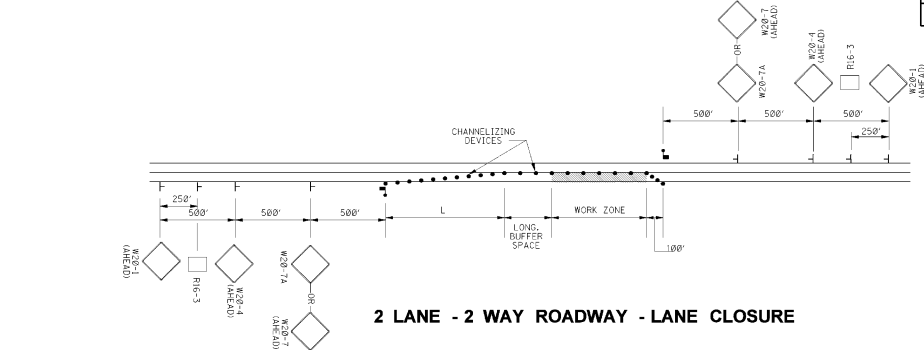 W20-7
(AHEAD)
OR
W20-7A
W20-4
(AHEAD)
R16-3
W20-1
(AHEAD)
500'
500'
500'
250'
CHANNELIZING
DEVICES
250'
500'
500'
500'
L
LONG.
BUFFER
SPACE
WORK ZONE
100'
W20-1
(AHEAD)
R16-3
W20-4
(AHEAD)
W20-7A
OR
W20-7
(AHEAD)
2 LANE - 2 WAY ROADWAY - LANE CLOSURE